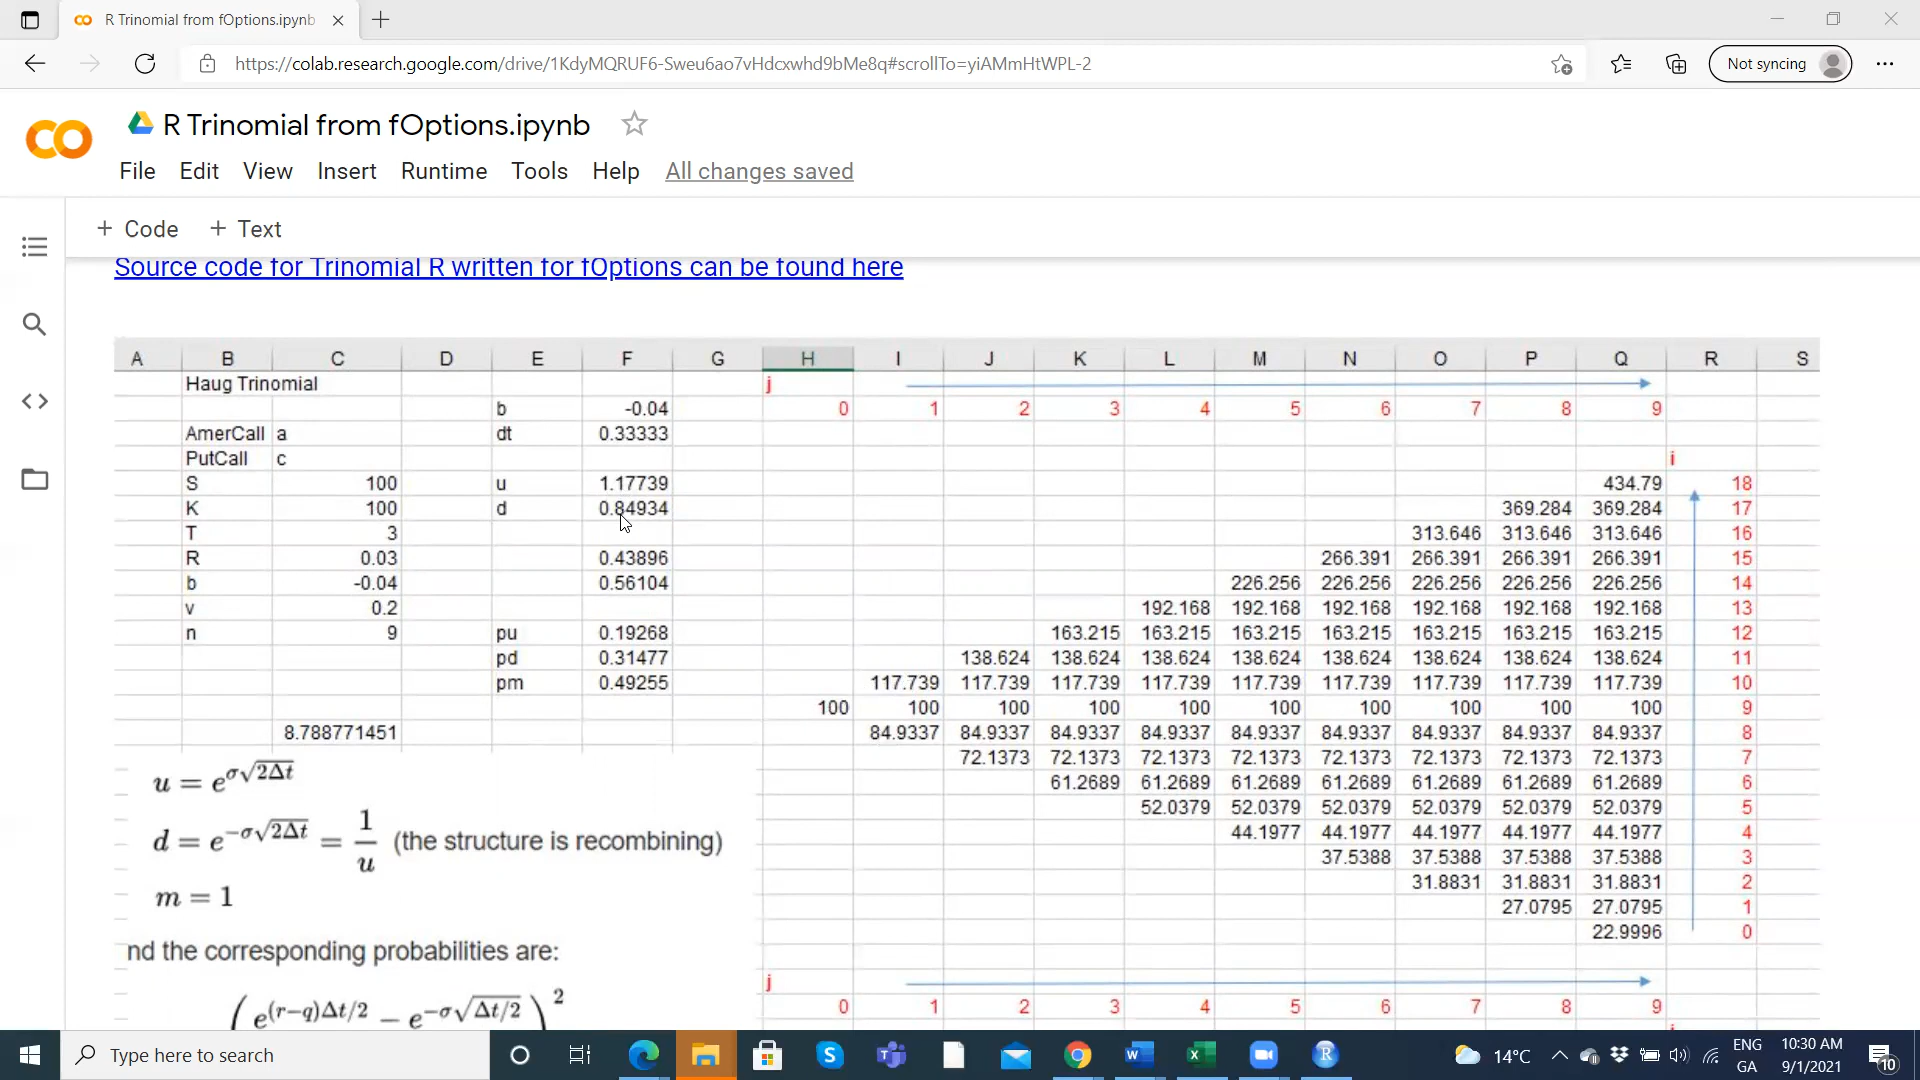 R Trinomial from fOptions.ipynb
https://colab.research.google.com/drive/1KdyMQRUF6-Sweu6ao7vHdcxwhd9bMe8q#scrollTo=yiAMmHtWPL-2
Not syncing
R Trinomial from fOptions.ipynb
File Edit View Insert Runtime Tools Help All changes saved
+ Code + Text
Source code for Trinomial R written for fOptions can be found here
A B C D E F G H I J K L M N O P Q R S
Haug Trinomial j
b -0.04 0 1 2 3 4 5 6 7 8 9
AmerCall a dt 0.33333
PutCall c i
S 100 u 1.17739 434.79 18
K 100 d 0.84934 369.284 369.284 17
T 3 313.646 313.646 313.646 16
R 0.03 0.43896 266.391 266.391 266.391 266.391 15
b -0.04 0.56104 226.256 226.256 226.256 226.256 226.256 14
v 0.2 192.168 192.168 192.168 192.168 192.168 192.168 13
n 9 pu 0.19268 163.215 163.215 163.215 163.215 163.215 163.215 163.215 12
pd 0.31477 138.624 138.624 138.624 138.624 138.624 138.624 138.624 138.624 11
pm 0.49255 117.739 117.739 117.739 117.739 117.739 117.739 117.739 117.739 117.739 10
100 100 100 100 100 100 100 100 100 100 9
8.788771451 84.9337 84.9337 84.9337 84.9337 84.9337 84.9337 84.9337 84.9337 84.9337 8
72.1373 72.1373 72.1373 72.1373 72.1373 72.1373 72.1373 72.1373 7
61.2689 61.2689 61.2689 61.2689 61.2689 61.2689 61.2689 6
52.0379 52.0379 52.0379 52.0379 52.0379 52.0379 5
44.1977 44.1977 44.1977 44.1977 44.1977 4
37.5388 37.5388 37.5388 37.5388 3
31.8831 31.8831 31.8831 2
27.0795 27.0795 1
22.9996 0
u = e^{σ√(2Δt)}
d = e^{-σ√(2Δt)} = 1/u (the structure is recombining)
m = 1
nd the corresponding probabilities are:
j
0 1 2 3 4 5 6 7 8 9
(e^{(r-q)Δt/2} - e^{-σ√(Δt/2)})^2
Type here to search
14°C
ENG
GA
10:30 AM
9/1/2021
10